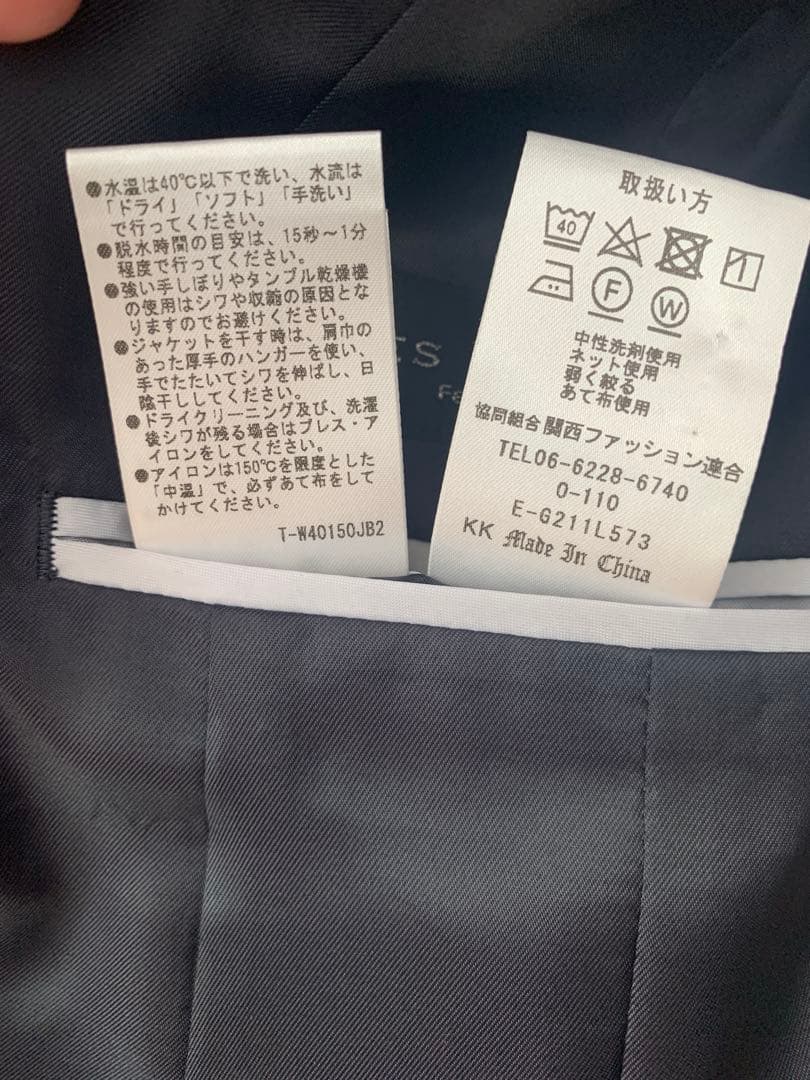 ●水温は40℃以下で洗い、水流は
「ドライ」「ソフト」「手洗い」
で行ってください。
●脱水時間の目安は、15秒～1分
程度で行ってください。
●強い手しぼりやタンブル乾燥機
の使用はシワや収縮の原因とな
りますのでお避けください。
●ジャケットを干す時は、肩巾の
あった厚手のハンガーを使い、
手でたたいてシワを伸ばし、日
陰干ししてください。
●ドライクリーニング及び、洗濯
後シワが残る場合はプレス・ア
イロンをしてください。
●アイロンは150℃を限度とした
「中温」で、必ずあて布をして
かけてください。
T-W40150JB2
取扱い方
40
F W
中性洗剤使用
ネット使用
弱く絞る
あて布使用
協同組合関西ファッション連合
TEL06-6228-6740
0-110
E-G211L573
KK Made In China
ES